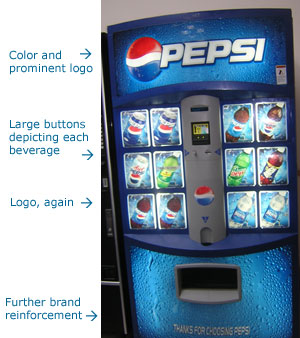 Color and
prominent logo
PEPSI
Large buttons
depicting each
beverage
Logo, again
Further brand
reinforcement
THANKS FOR CHOOSING PEPSI